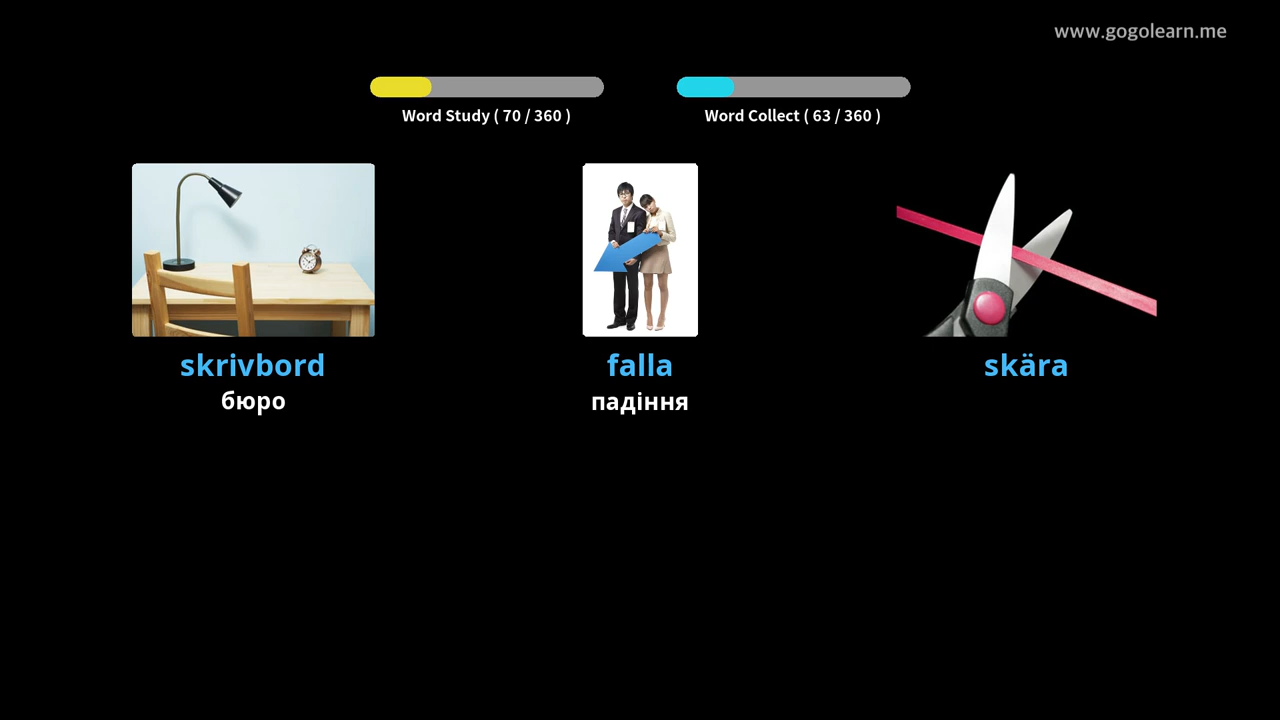 www.gogolearn.me
Word Study ( 70 / 360 )
Word Collect ( 63 / 360 )
skrivbord
бюро
falla
падіння
skära